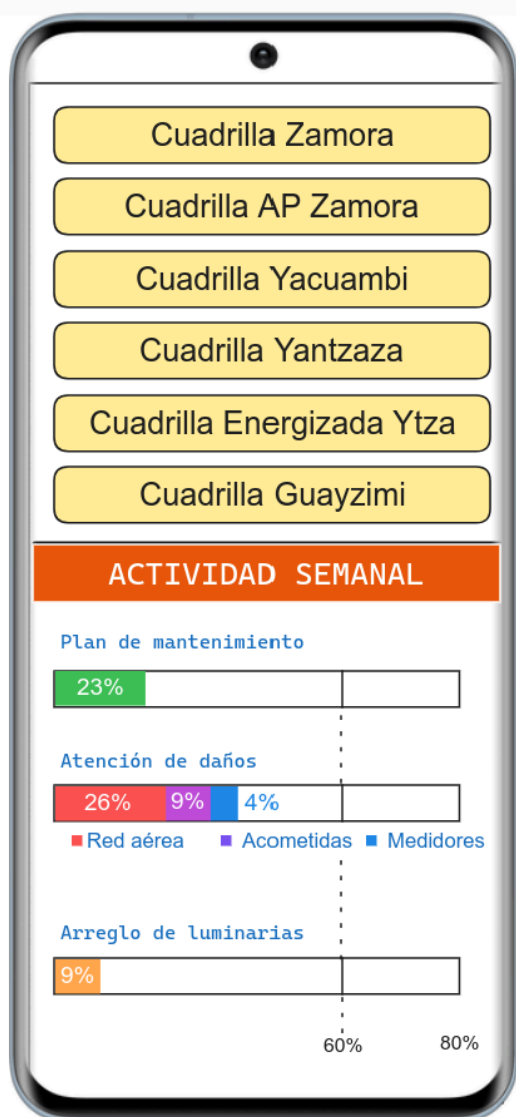 Cuadrilla Zamora
Cuadrilla AP Zamora
Cuadrilla Yacuambi
Cuadrilla Yantzaza
Cuadrilla Energizada Ytza
Cuadrilla Guayzimi
ACTIVIDAD SEMANAL
Plan de mantenimiento
23%
Atención de daños
26% 9% 4%
Red aérea Acometidas Medidores
Arreglo de luminarias
9%
60% 80%